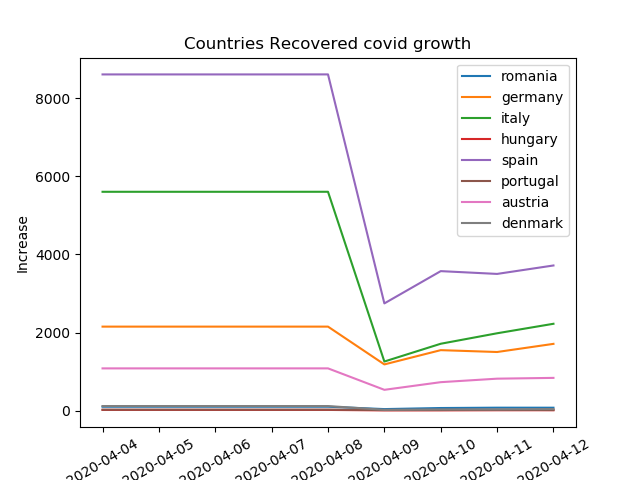 Countries Recovered covid growth
romania
germany
italy
hungary
spain
portugal
austria
denmark
Increase
8000
6000
4000
2000
0
2020-04-04
2020-04-05
2020-04-06
2020-04-07
2020-04-08
2020-04-09
2020-04-10
2020-04-11
2020-04-12